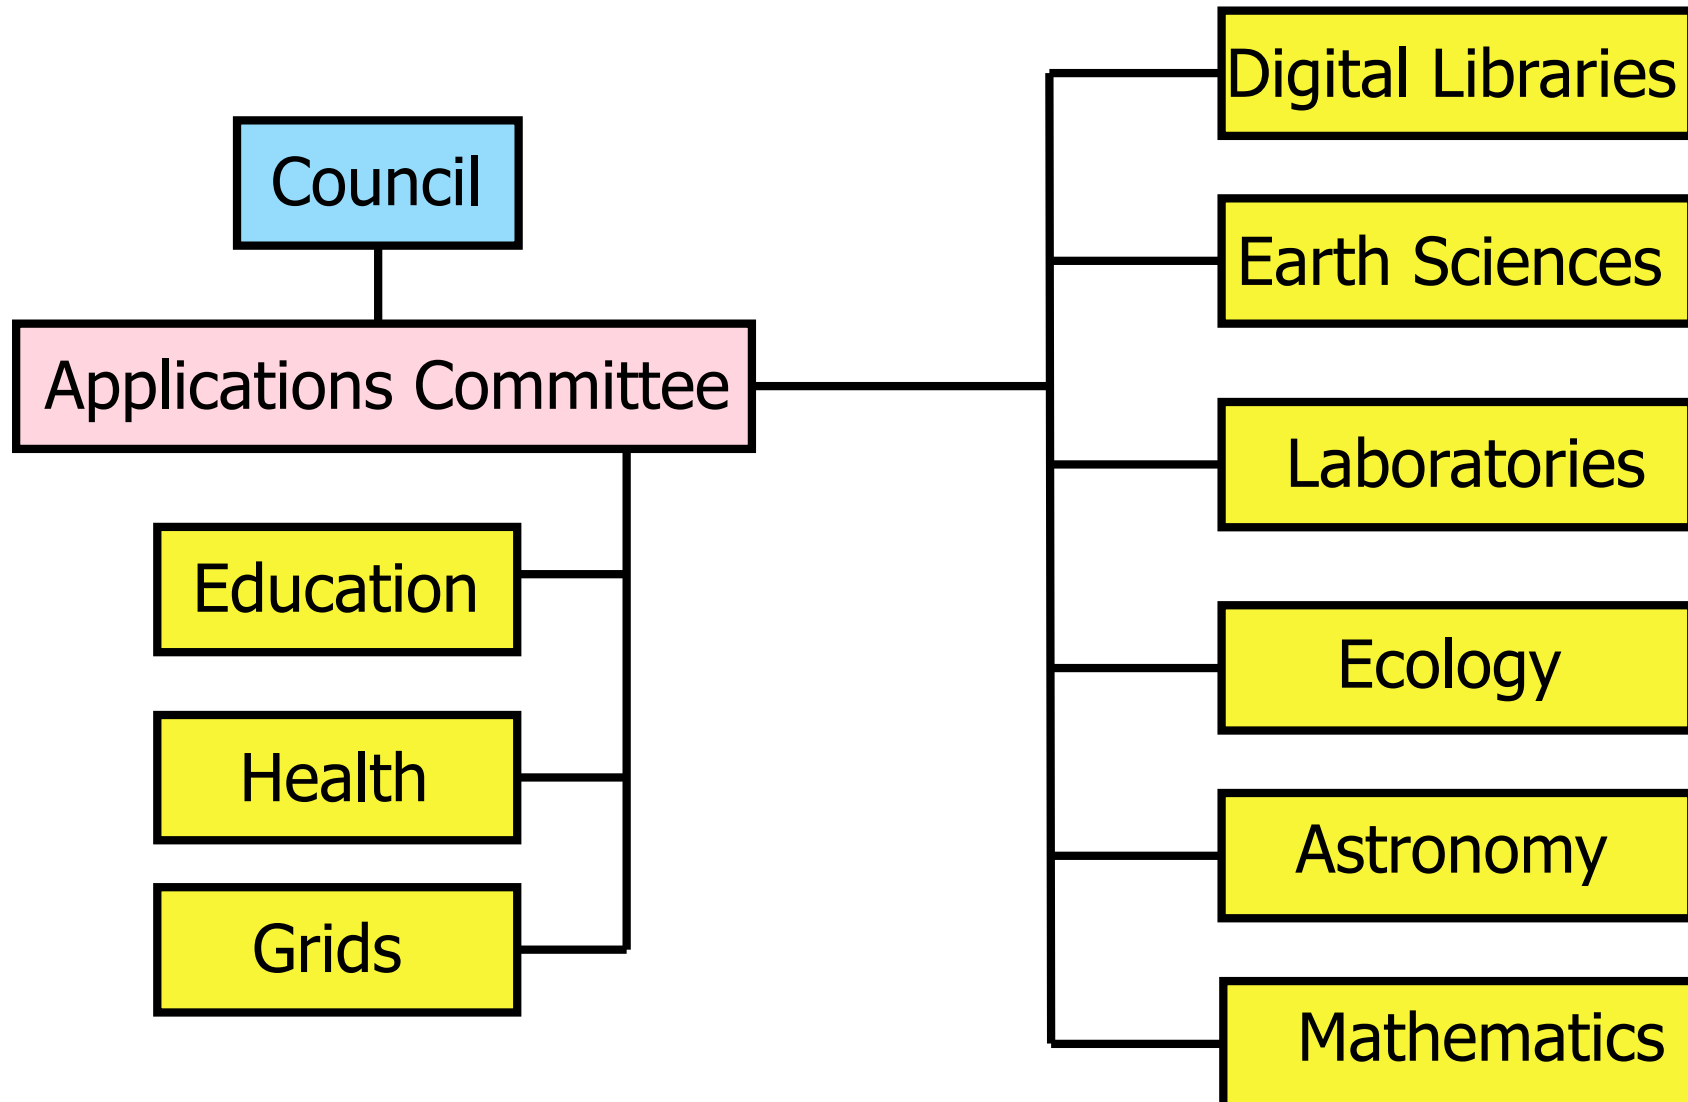 Council
Applications Committee
Education
Health
Grids
Digital Libraries
Earth Sciences
Laboratories
Ecology
Astronomy
Mathematics